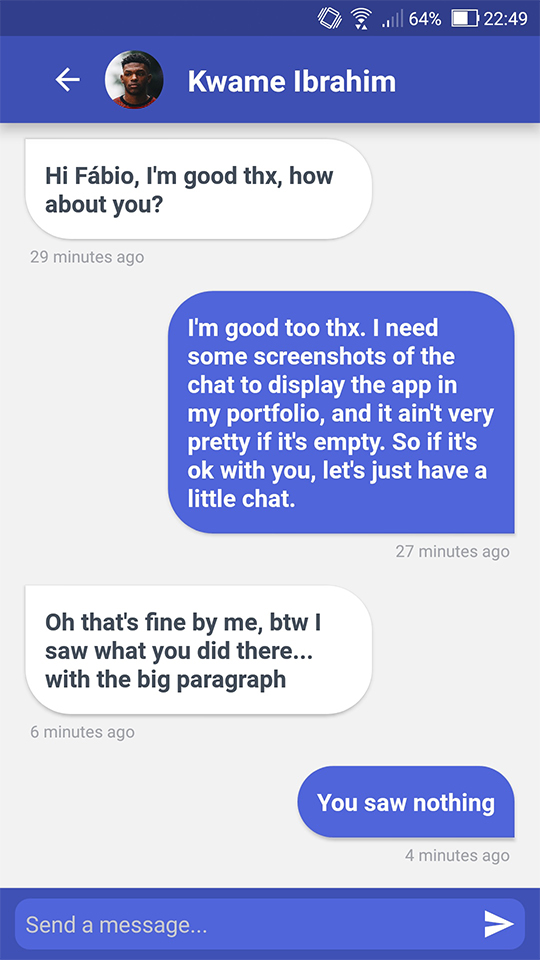 64% 22:49
Kwame Ibrahim
Hi Fábio, I'm good thx, how
about you?
29 minutes ago
I'm good too thx. I need
some screenshots of the
chat to display the app in
my portfolio, and it ain't very
pretty if it's empty. So if it's
ok with you, let's just have a
little chat.
27 minutes ago
Oh that's fine by me, btw I
saw what you did there...
with the big paragraph
6 minutes ago
You saw nothing
4 minutes ago
Send a message...